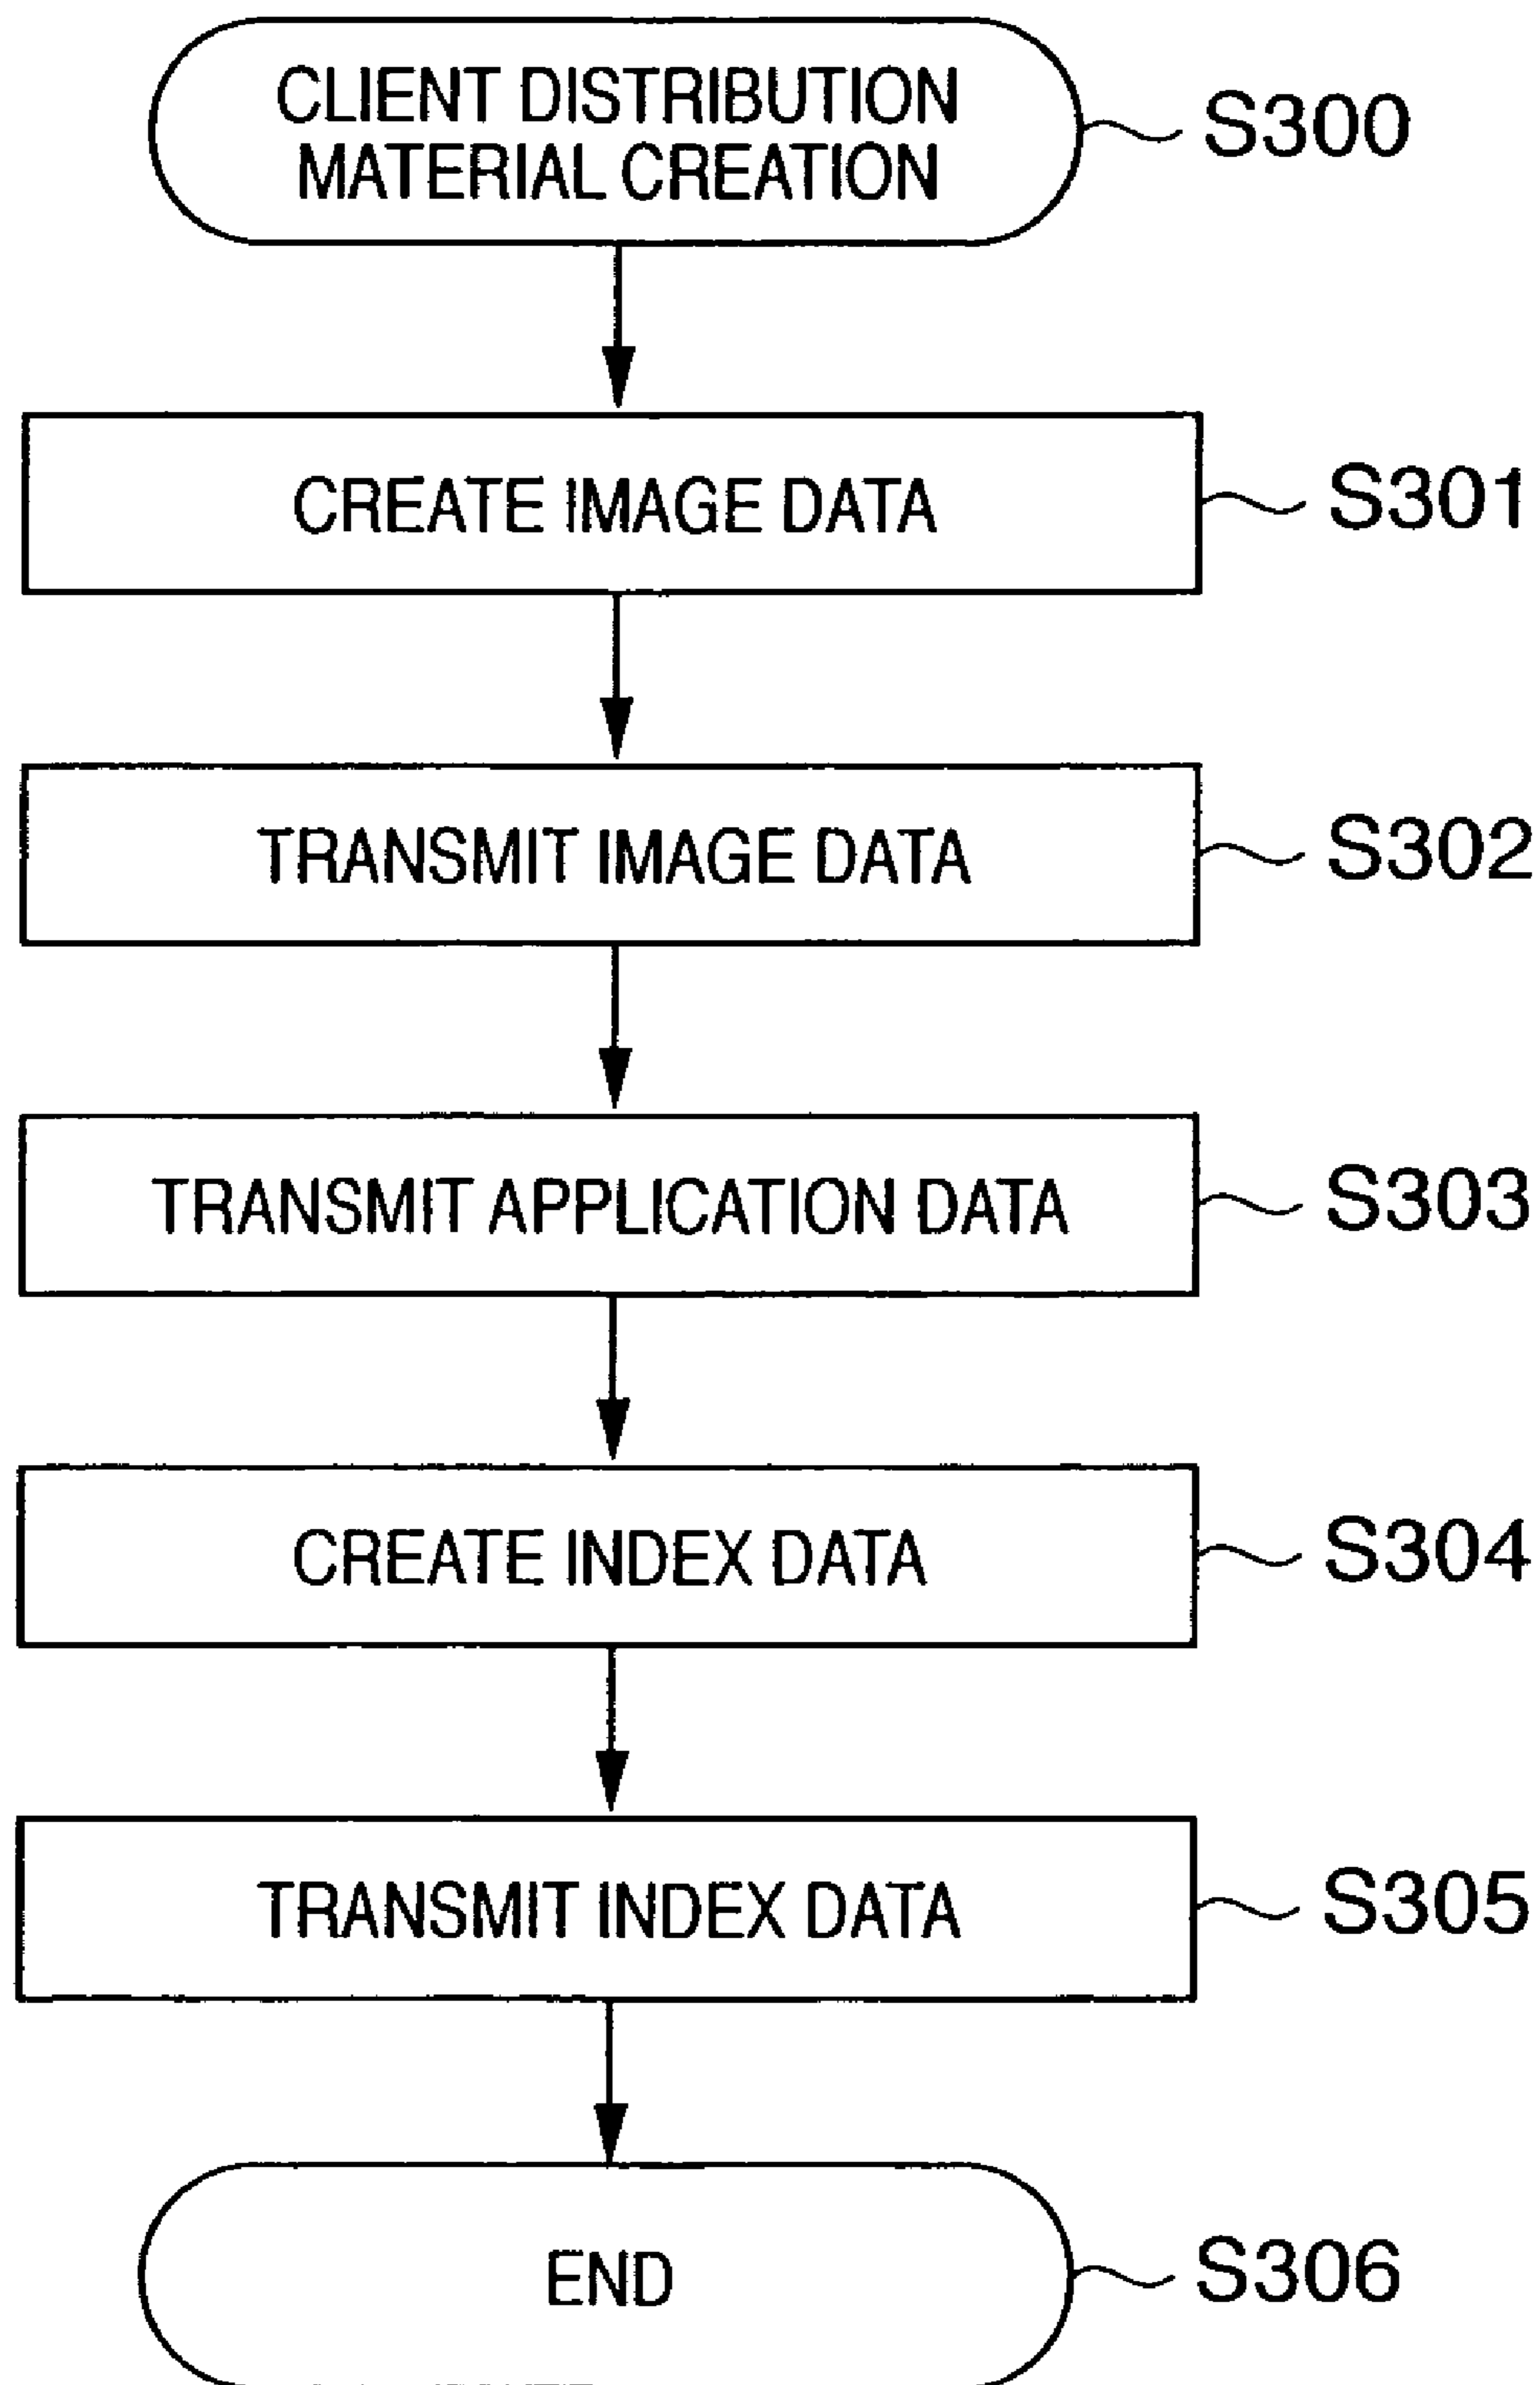 CLIENT DISTRIBUTION
MATERIAL CREATION
S300
CREATE IMAGE DATA
S301
TRANSMIT IMAGE DATA
S302
TRANSMIT APPLICATION DATA
S303
CREATE INDEX DATA
S304
TRANSMIT INDEX DATA
S305
END
S306